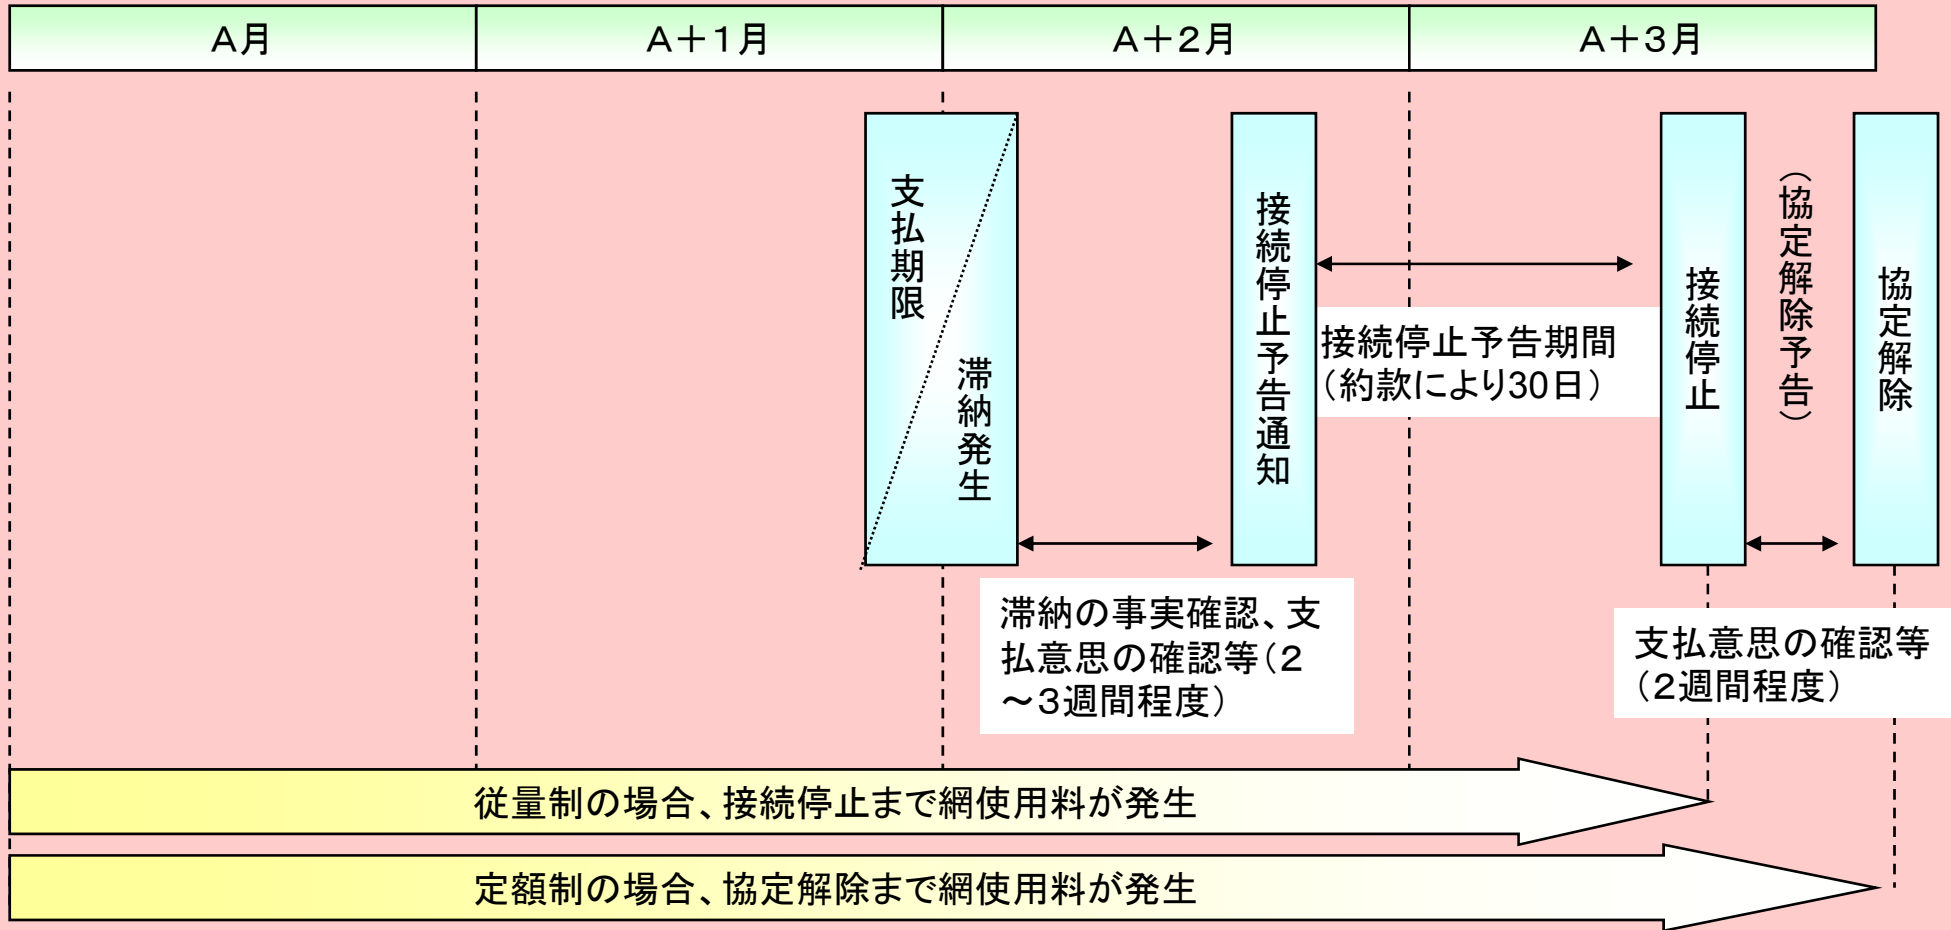 A月
A+1月
A+2月
A+3月
支払期限
滞納発生
接続停止予告通知
接続停止予告期間
(約款により30日)
接続停止
(協定解除予告)
協定解除
滞納の事実確認、支
払意思の確認等(2
～3週間程度)
支払意思の確認等
(2週間程度)
従量制の場合、接続停止まで網使用料が発生
定額制の場合、協定解除まで網使用料が発生